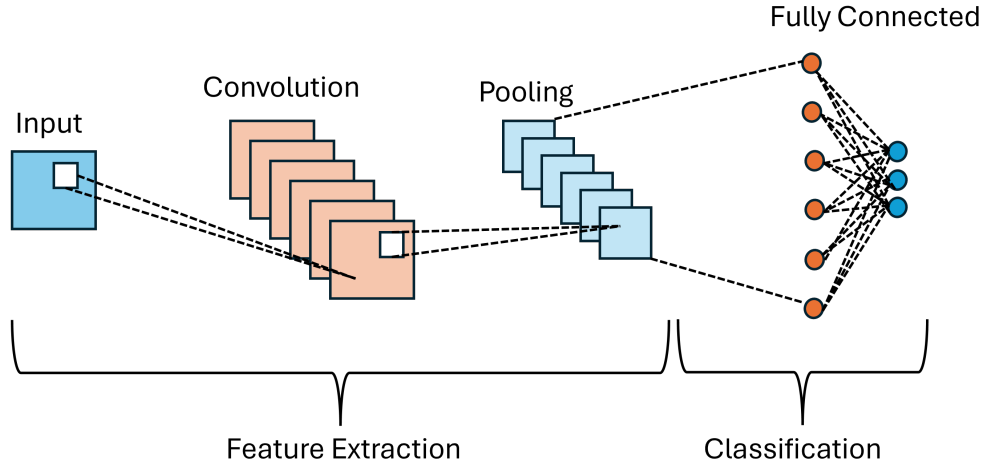 Fully Connected
Convolution
Pooling
Input
Feature Extraction
Classification